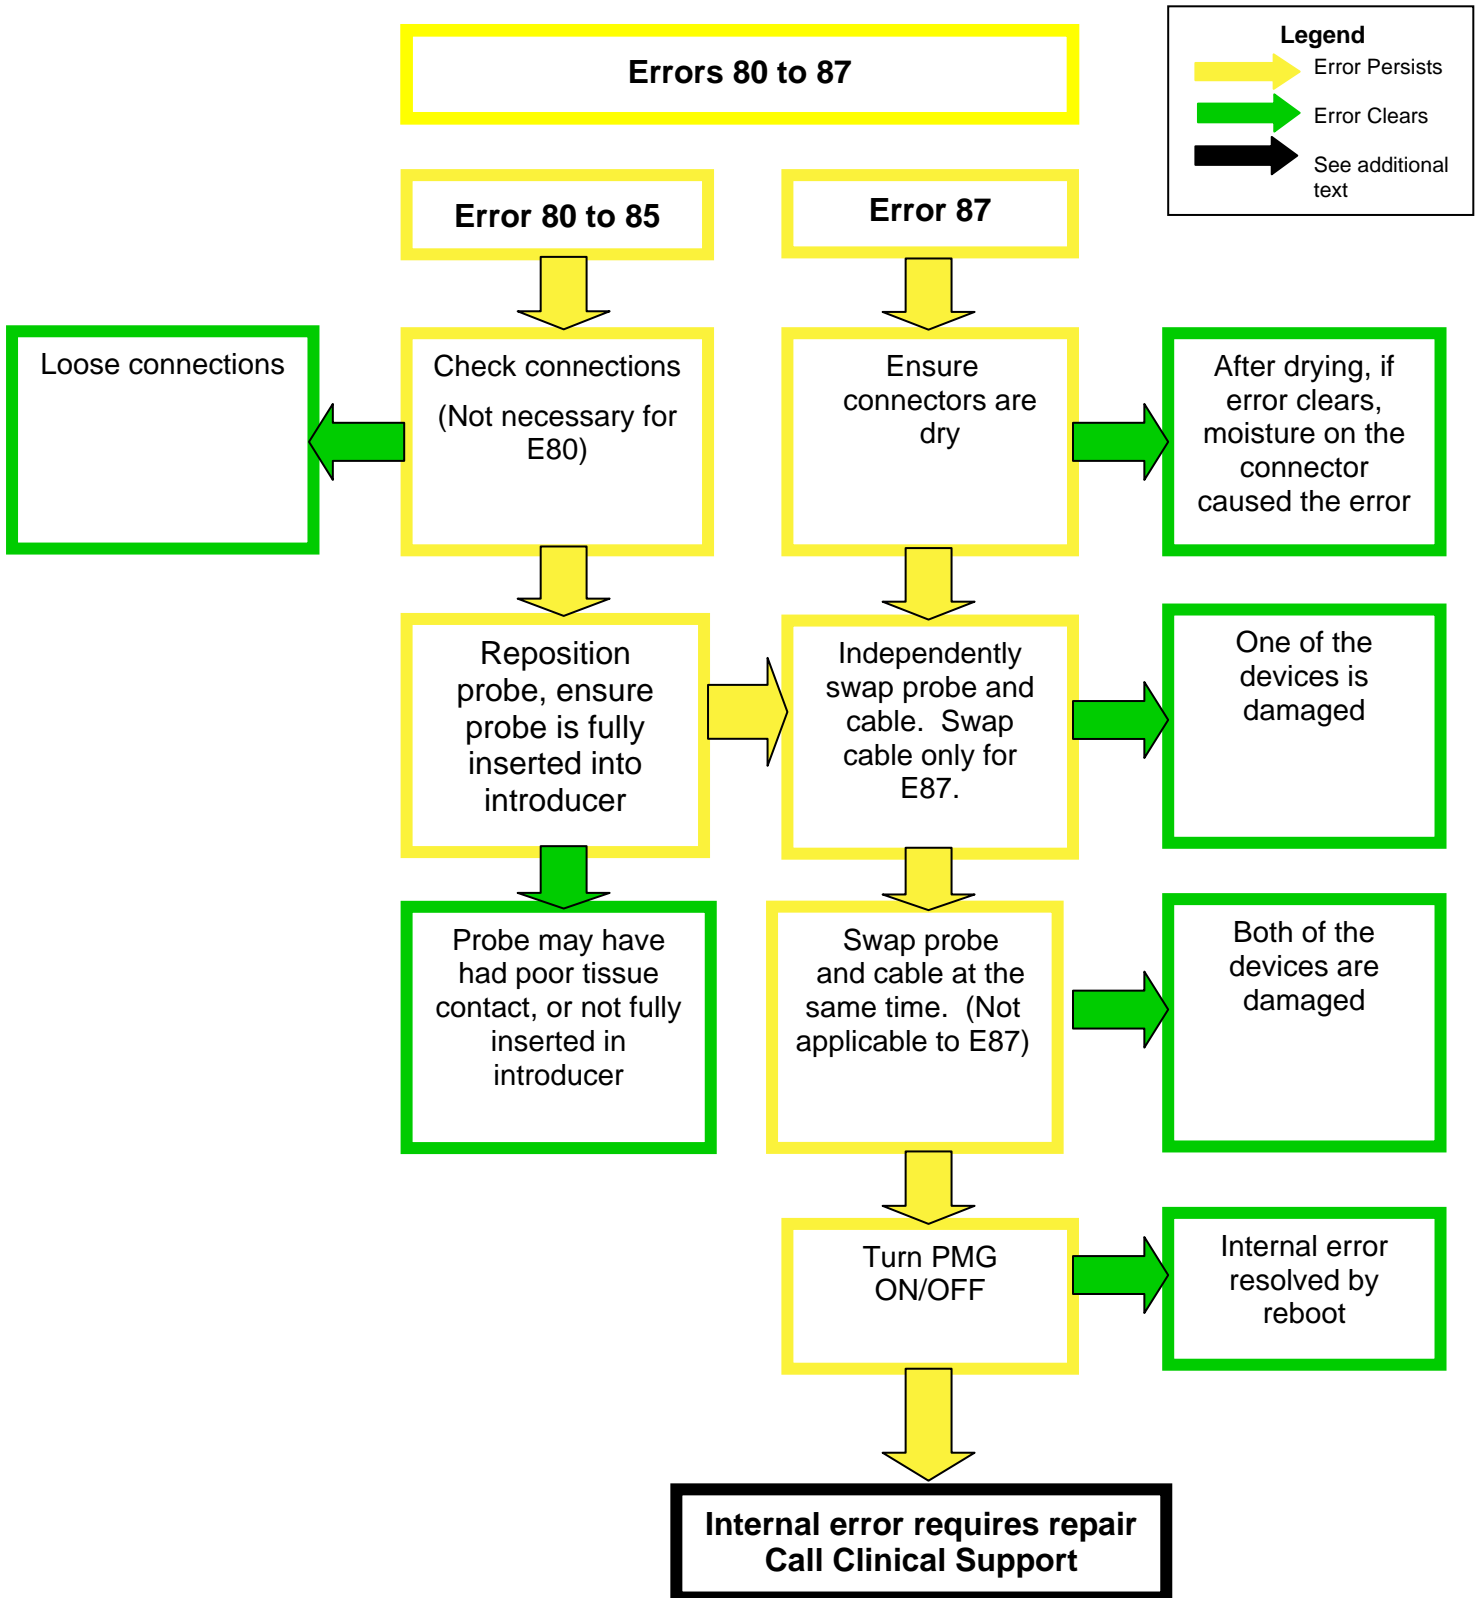 Errors 80 to 87
Legend
Error Persists
Error Clears
See additional
text
Error 80 to 85
Error 87
Loose connections
Check connections
(Not necessary for
E80)
Ensure
connectors are
dry
After drying, if
error clears,
moisture on the
connector
caused the error
Reposition
probe, ensure
probe is fully
inserted into
introducer
Independently
swap probe and
cable.  Swap
cable only for
E87.
One of the
devices is
damaged
Probe may have
had poor tissue
contact, or not fully
inserted in
introducer
Swap probe
and cable at the
same time.  (Not
applicable to E87)
Both of the
devices are
damaged
Turn PMG
ON/OFF
Internal error
resolved by
reboot
Internal error requires repair
Call Clinical Support